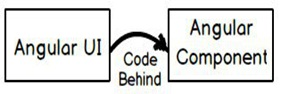 Angular UI
Code
Behind
Angular
Component